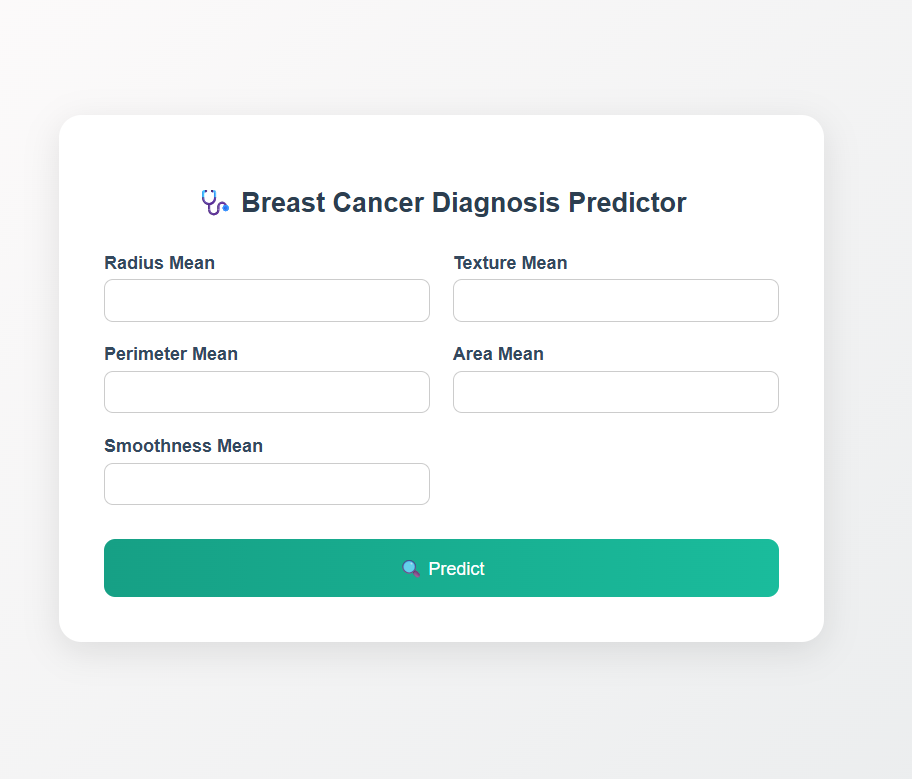 🩺 Breast Cancer Diagnosis Predictor
Radius Mean
Texture Mean
Perimeter Mean
Area Mean
Smoothness Mean
🔍 Predict